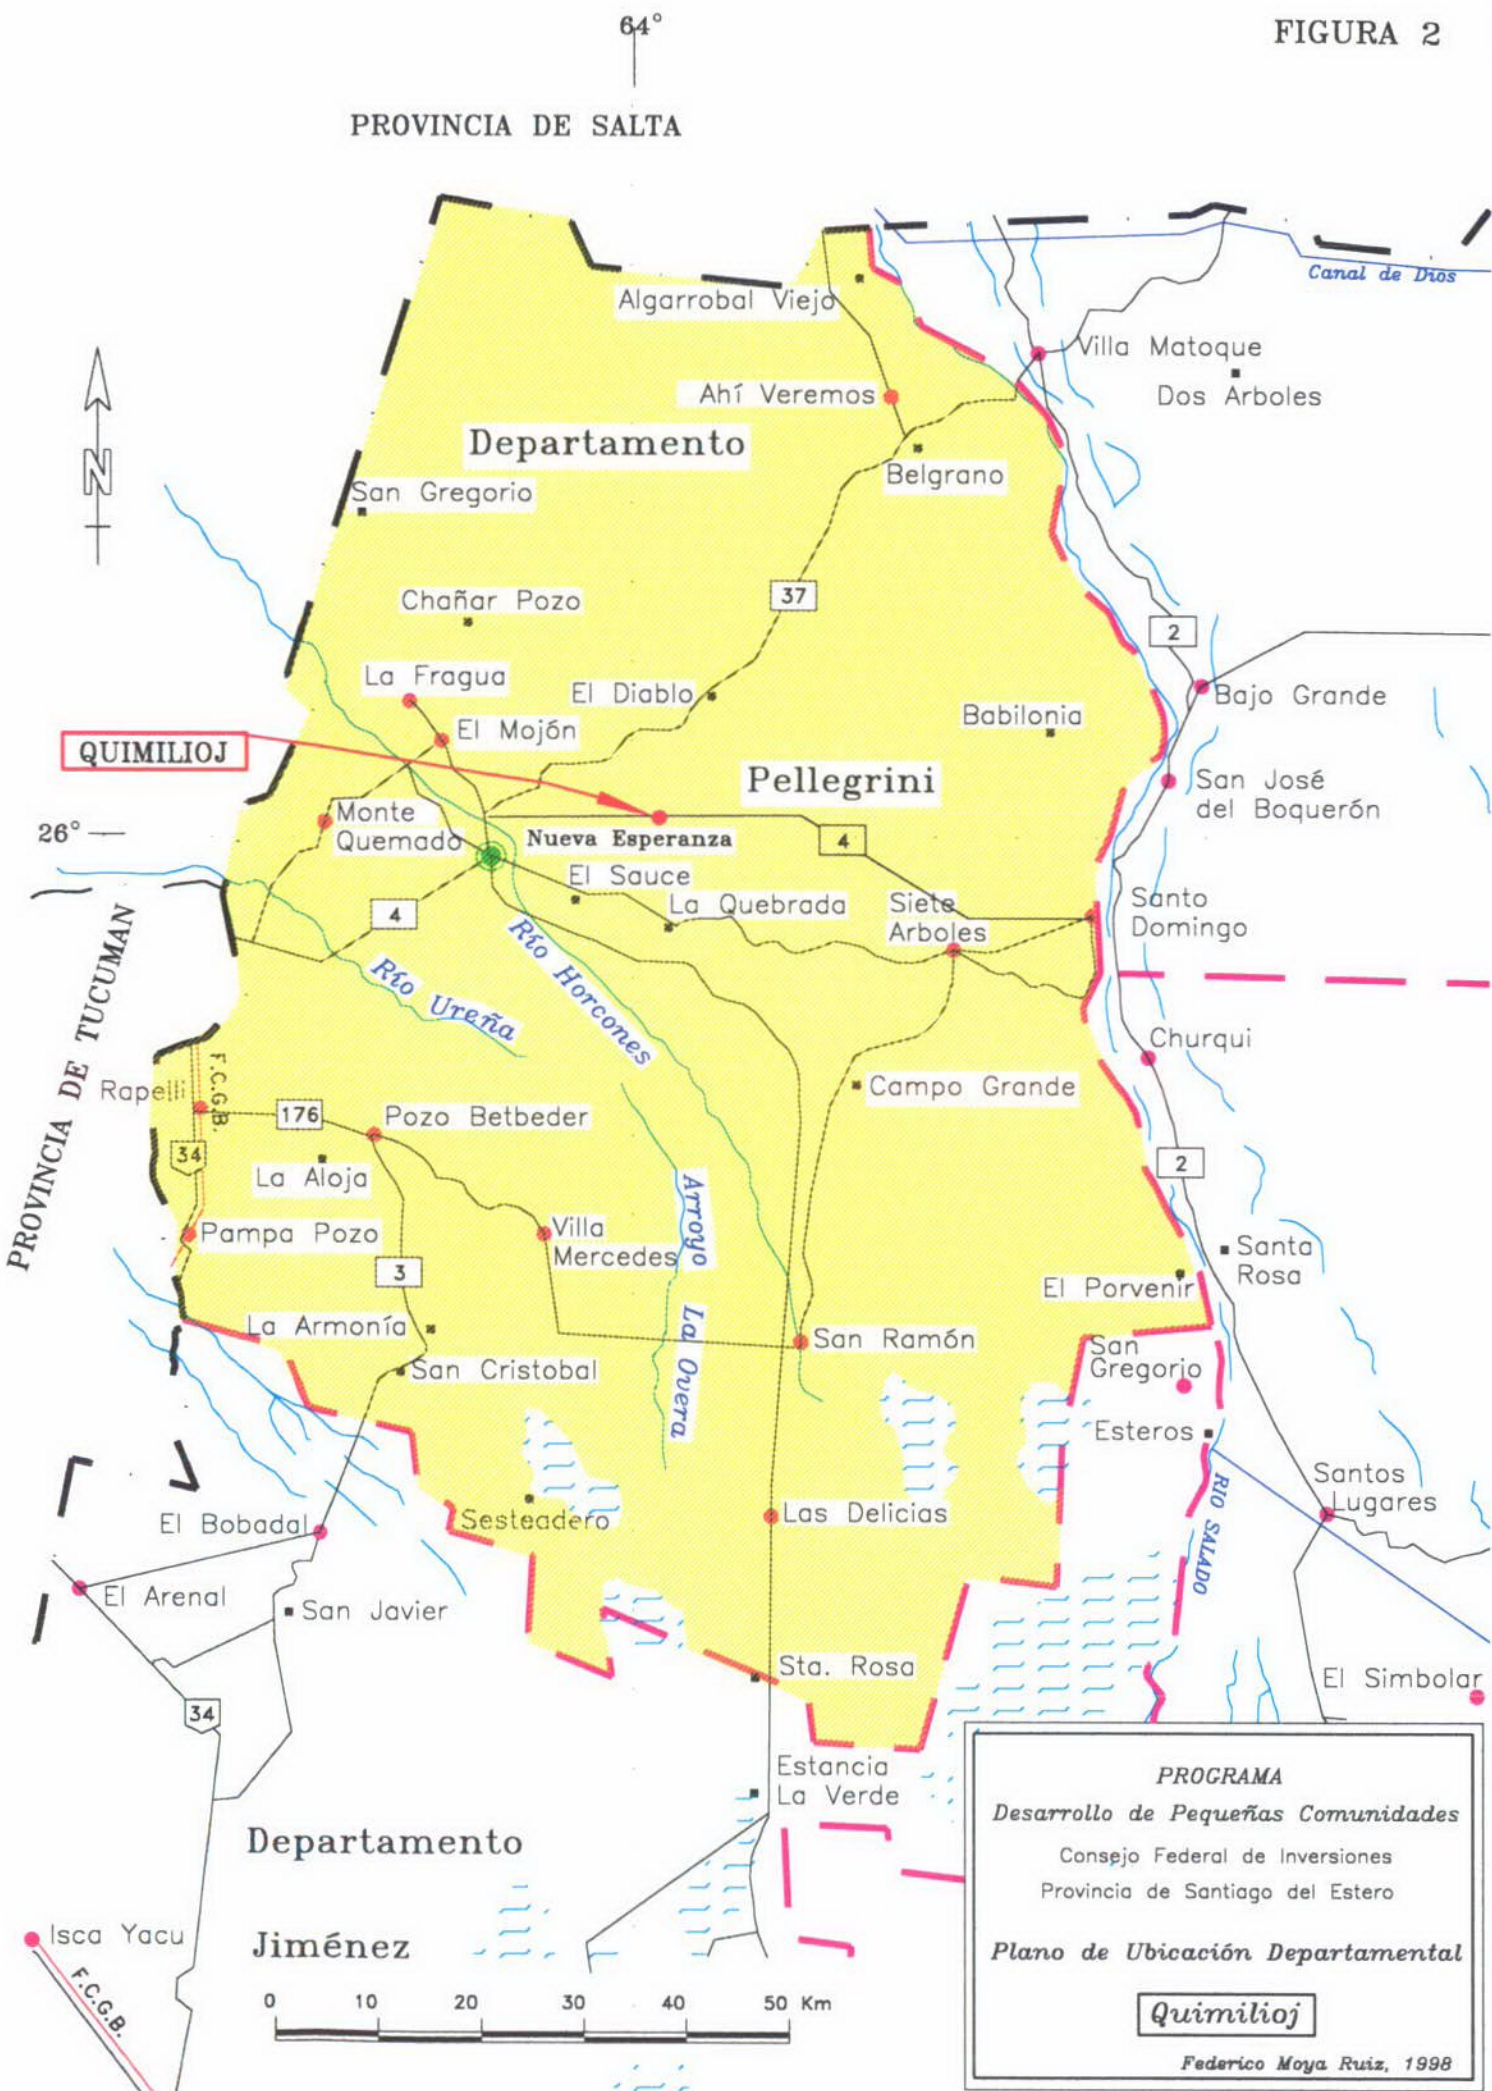 64°
FIGURA 2
PROVINCIA DE SALTA
Canal de Dios
Algarrobal Viejo
Villa Matoque
Dos Arboles
Ahí Veremos
Departamento
Belgrano
N
San Gregorio
Chañar Pozo
37
2
La Fragua
El Diablo
Bajo Grande
Babilonia
El Mojón
QUIMILIOJ
Pellegrini
San José
del Boquerón
Monte
Quemado
26°
Nueva Esperanza
4
El Sauce
La Quebrada
Siete
Arboles
Santo
Domingo
4
Río Horcones
Río Ureña
PROVINCIA DE TUCUMAN
Churqui
F.C.G.B.
Rapelli
176
Pozo Betbeder
Campo Grande
34
La Aloja
2
Arroyo La Overa
Pampa Pozo
Villa
Mercedes
Santa
Rosa
3
El Porvenir
La Armonía
San Ramón
San
Gregorio
San Cristobal
Esteros
Santos
Lugares
RIO SALADO
El Bobadal
Sesteadero
Las Delicias
El Arenal
San Javier
Sta. Rosa
El Simbolar
34
Estancia
La Verde
Departamento
Jiménez
Isca Yacu
F.C.G.B.
0 10 20 30 40 50 Km
PROGRAMA
Desarrollo de Pequeñas Comunidades
Consejo Federal de Inversiones
Provincia de Santiago del Estero
Plano de Ubicación Departamental
Quimilioj
Federico Moya Ruiz, 1998